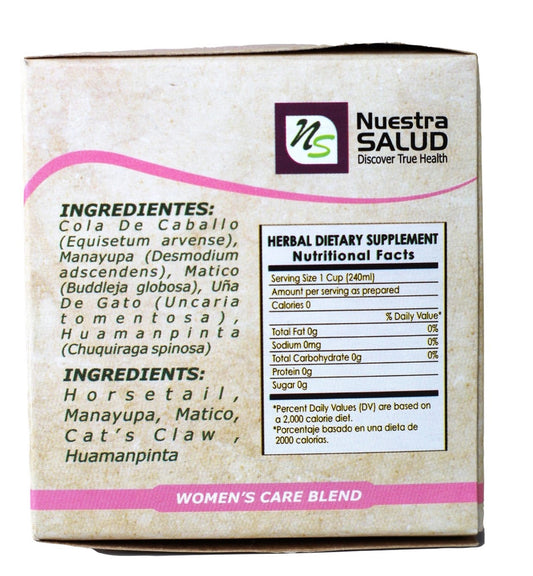 NS
Nuestra
SALUD
Discover True Health
INGREDIENTES:
Cola De Caballo
(Equisetum arvense),
Manayupa (Desmodium
adscendens), Matico
(Buddleja globosa), Uña
De Gato (Uncaria
tomentosa),
Huamanpinta
(Chuquiraga spinosa)
INGREDIENTS:
Horsetail,
Manayupa, Matico,
Cat's Claw ,
Huamanpinta
HERBAL DIETARY SUPPLEMENT
Nutritional Facts
Serving Size 1 Cup (240ml)
Amount per serving as prepared
Calories 0
% Daily Value*
Total Fat 0g 0%
Sodium 0mg 0%
Total Carbohydrate 0g 0%
Protein 0g
Sugar 0g
*Percent Daily Values (DV) are based on
a 2,000 calorie diet.
*Porcentaje basado en una dieta de
2000 calorias.
WOMEN'S CARE BLEND